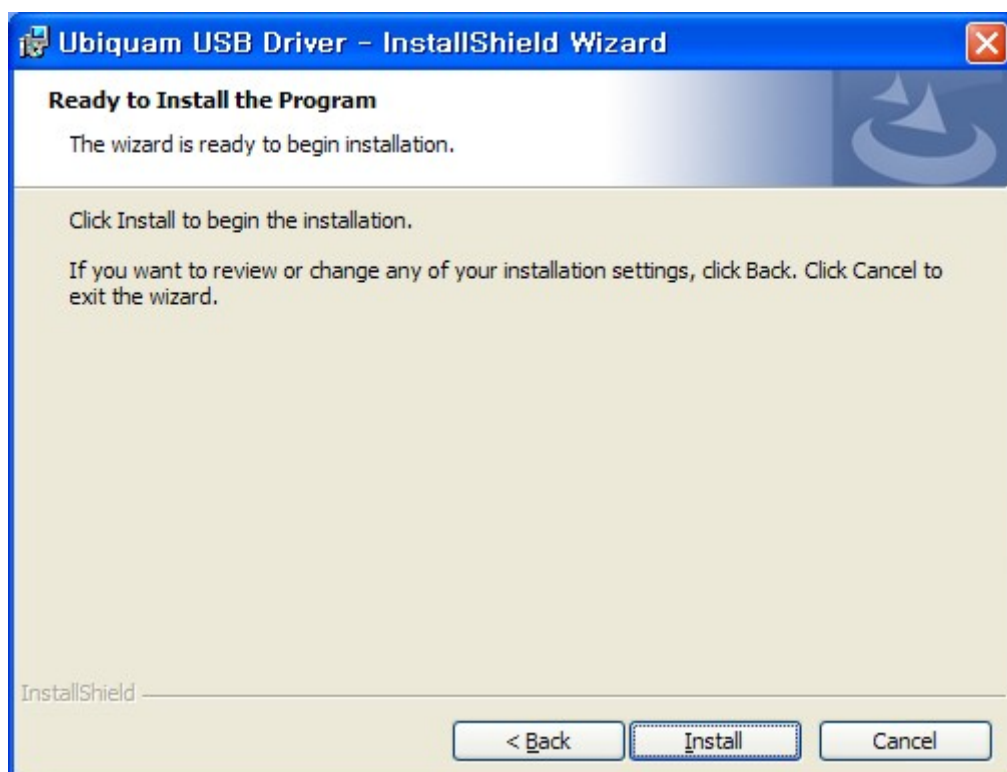 Ubiquam USB Driver - InstallShield Wizard
Ready to Install the Program
The wizard is ready to begin installation.
Click Install to begin the installation.
If you want to review or change any of your installation settings, click Back. Click Cancel to
exit the wizard.
InstallShield
< Back
Install
Cancel